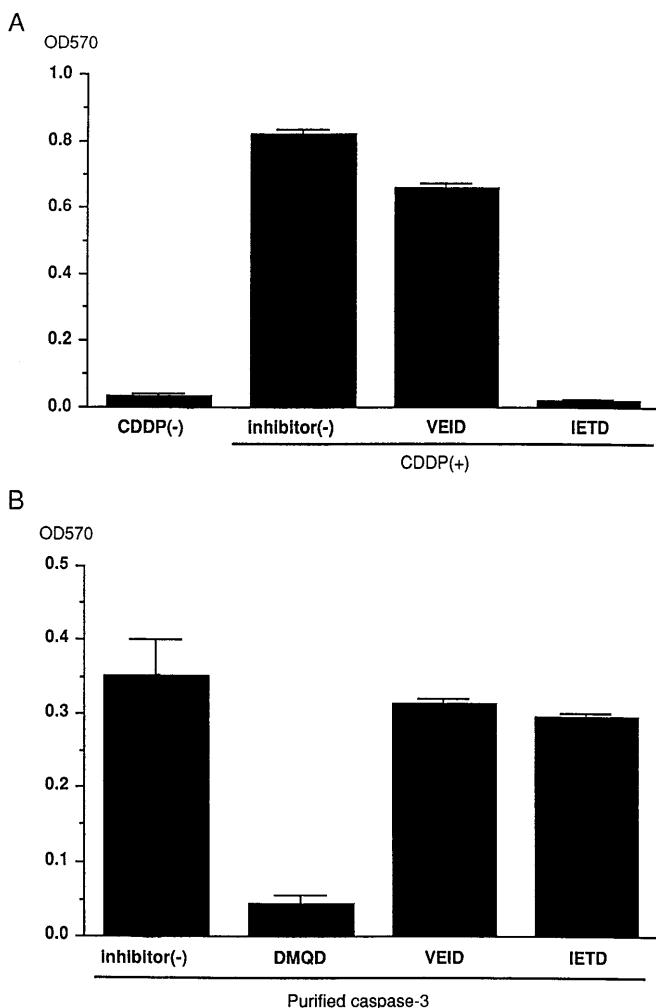 A
OD570
1.0
0.8
0.6
0.4
0.2
0.0
CDDP(-) inhibitor(-) VEID IETD
CDDP(+)
B
OD570
0.5
0.4
0.3
0.2
0.1
0.0
inhibitor(-) DMQD VEID IETD
Purified caspase-3